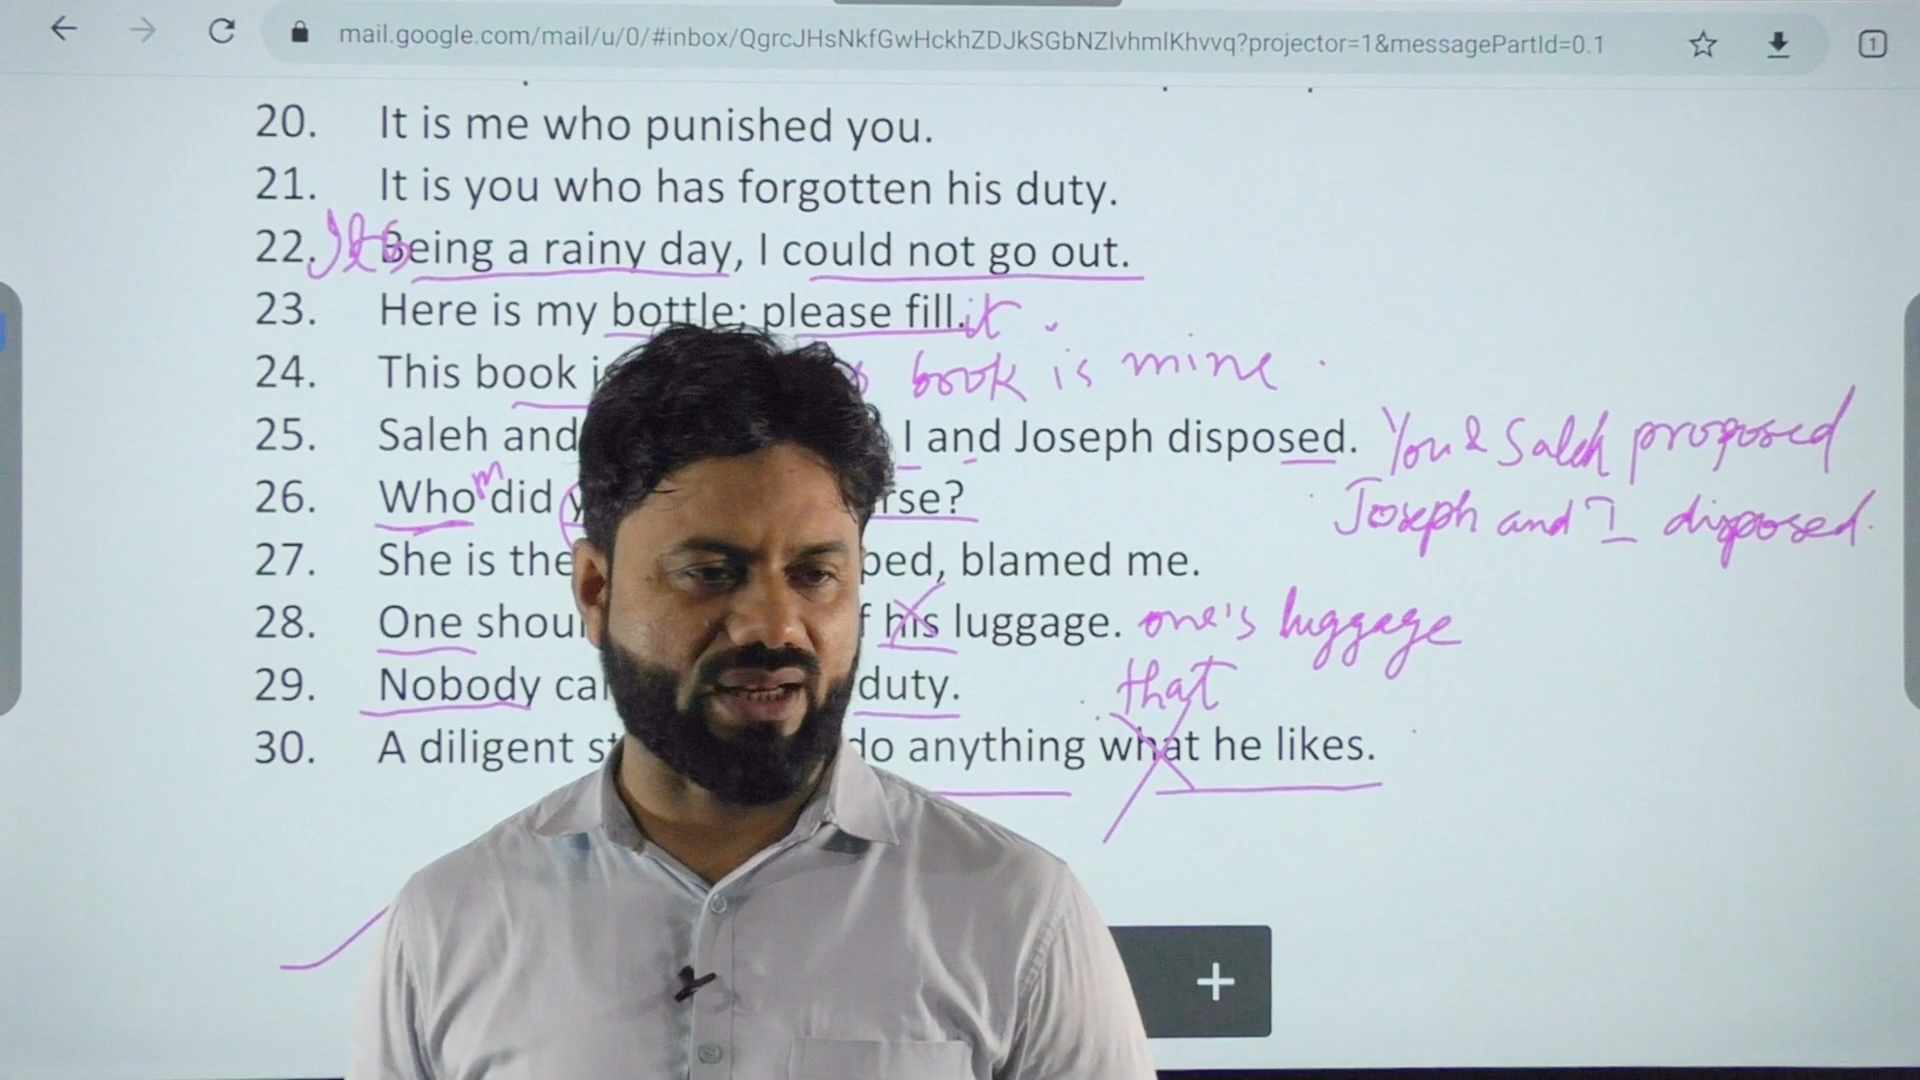 mail.google.com/mail/u/0/#inbox/QgrcJHsNkfGwHckhZDJkSGbNZlvhmlKhvvq?projector=1&messagePartId=0.1
1
20. It is me who punished you.
21. It is you who has forgotten his duty.
22. It Being a rainy day, I could not go out.
23. Here is my bottle; please fill. it.
24. This book book is mine.
25. Saleh and I and Joseph disposed. You & Saleh proposed
Joseph and I disposed.
26. Who m did rse?
27. She is the ped, blamed me.
28. One his luggage. one's luggage
29. Nobody duty.
that
30. A diligent do anything what he likes.
+